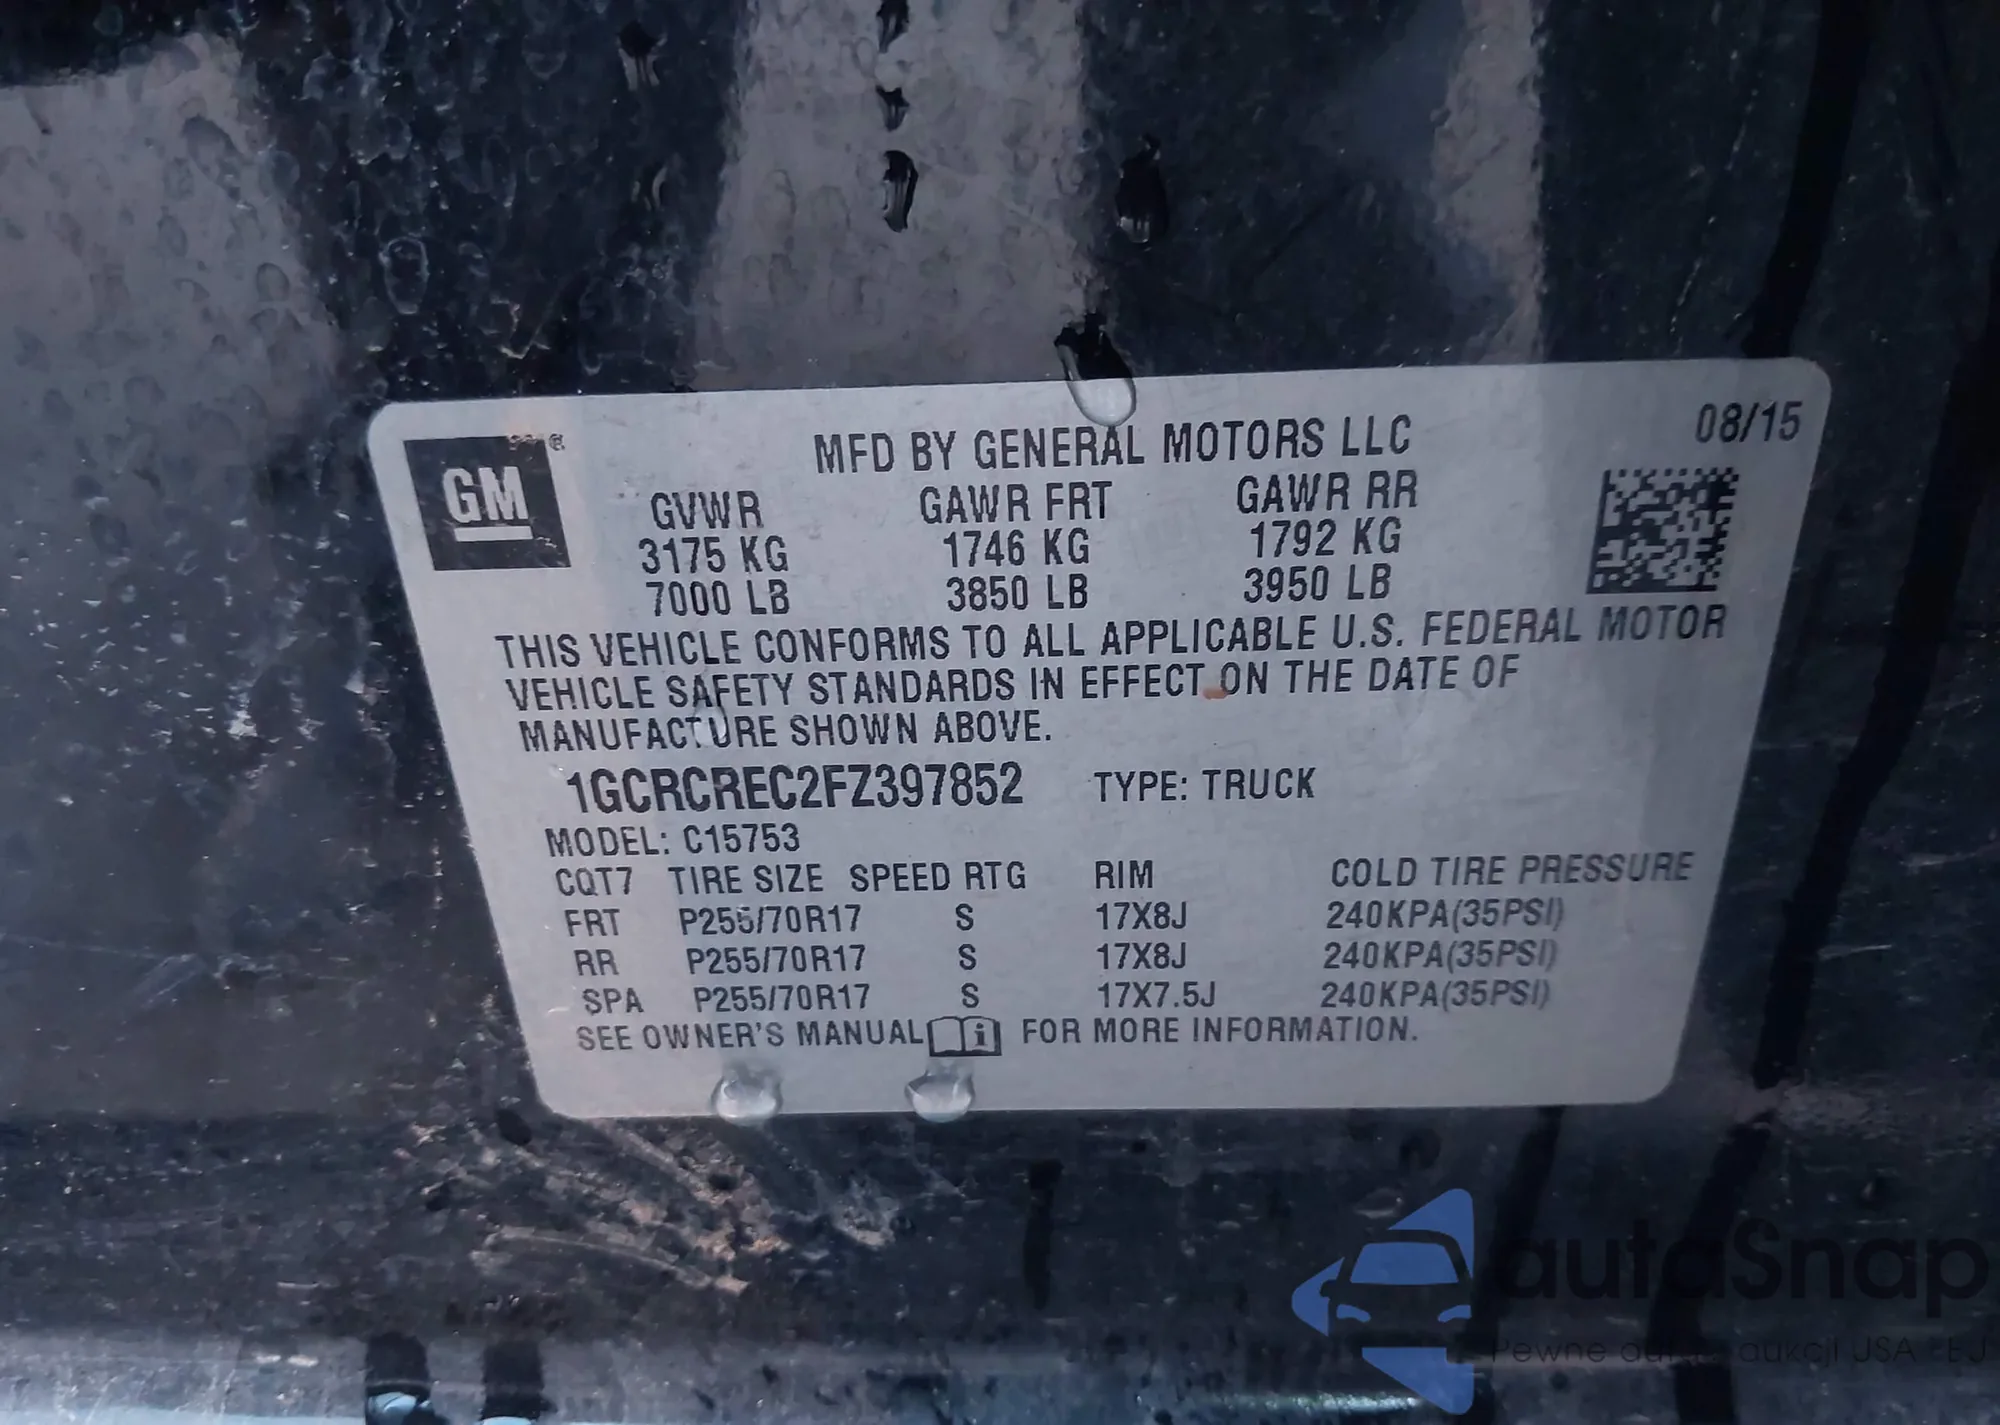 MFD BY GENERAL MOTORS LLC 08/15
GM
GVWR GAWR FRT GAWR RR
3175 KG 1746 KG 1792 KG
7000 LB 3850 LB 3950 LB
THIS VEHICLE CONFORMS TO ALL APPLICABLE U.S. FEDERAL MOTOR
VEHICLE SAFETY STANDARDS IN EFFECT ON THE DATE OF
MANUFACTURE SHOWN ABOVE.
1GCRCREC2FZ397852 TYPE: TRUCK
MODEL: C15753
CQT7 TIRE SIZE SPEED RTG RIM COLD TIRE PRESSURE
FRT P255/70R17 S 17X8J 240KPA(35PSI)
RR P255/70R17 S 17X8J 240KPA(35PSI)
SPA P255/70R17 S 17X7.5J 240KPA(35PSI)
SEE OWNER'S MANUAL i FOR MORE INFORMATION.
autaSnap
Pewne aukcji USA